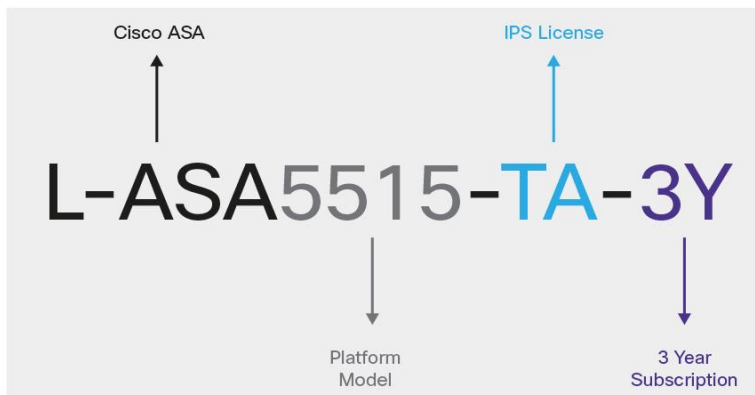 Cisco ASA
IPS License
L-ASA5515-TA-3Y
Platform
Model
3 Year
Subscription